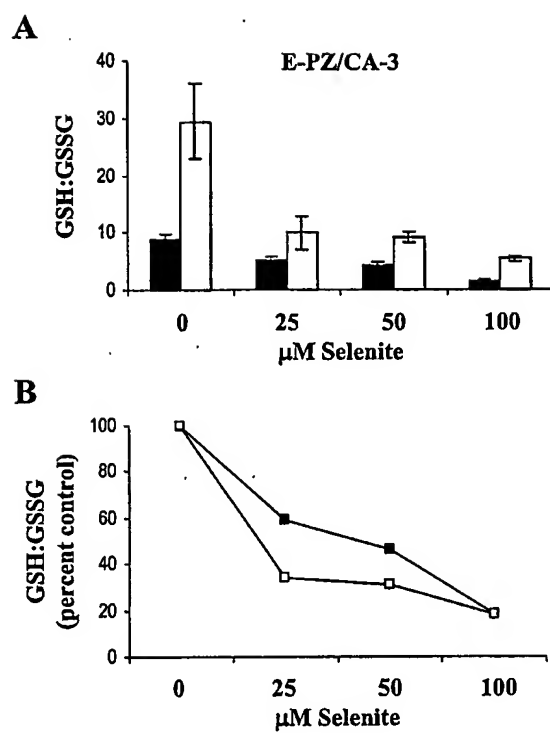 A
E-PZ/CA-3
GSH:GSSG
40
30
20
10
0
0 25 50 100
μM Selenite
B
GSH:GSSG
(percent control)
100
80
60
40
20
0
0 25 50 100
μM Selenite